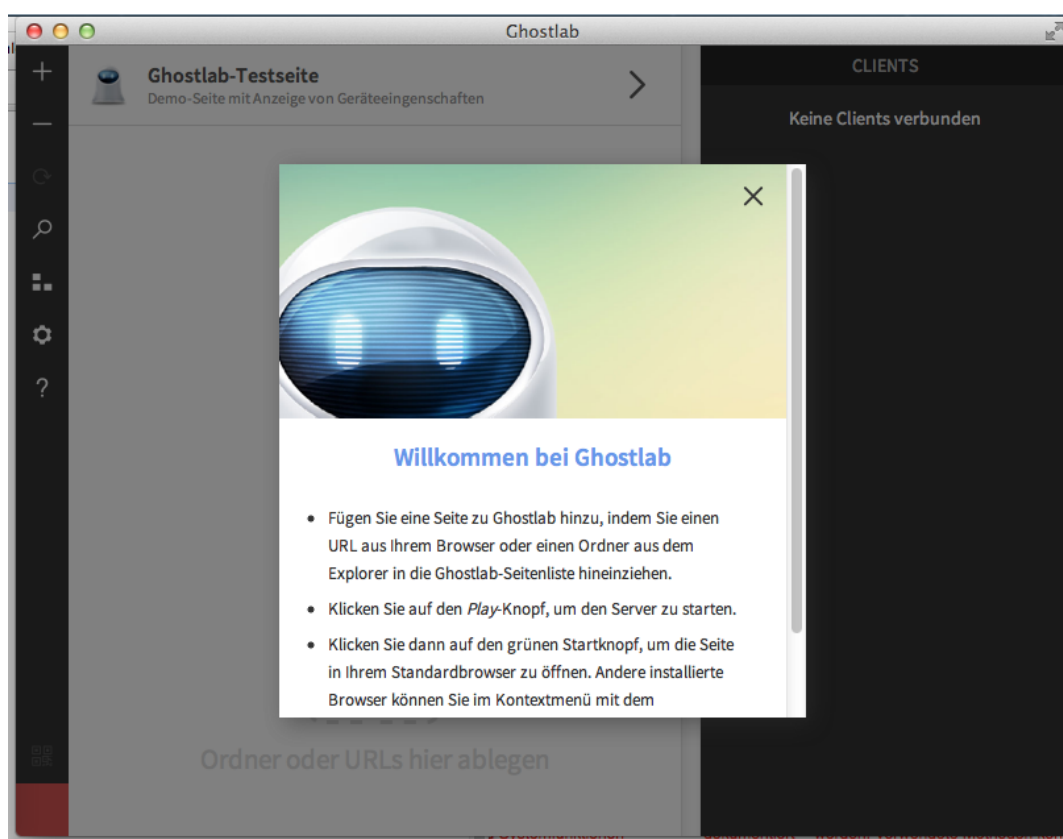 Ghostlab
Ghostlab-Testseite
Demo-Seite mit Anzeige von Geräteeingenschaften
CLIENTS
Keine Clients verbunden
Willkommen bei Ghostlab
• Fügen Sie eine Seite zu Ghostlab hinzu, indem Sie einen
URL aus Ihrem Browser oder einen Ordner aus dem
Explorer in die Ghostlab-Seitenliste hineinziehen.
• Klicken Sie auf den Play-Knopf, um den Server zu starten.
• Klicken Sie dann auf den grünen Startknopf, um die Seite
in Ihrem Standardbrowser zu öffnen. Andere installierte
Browser können Sie im Kontextmenü mit dem
Ordner oder URLs hier ablegen